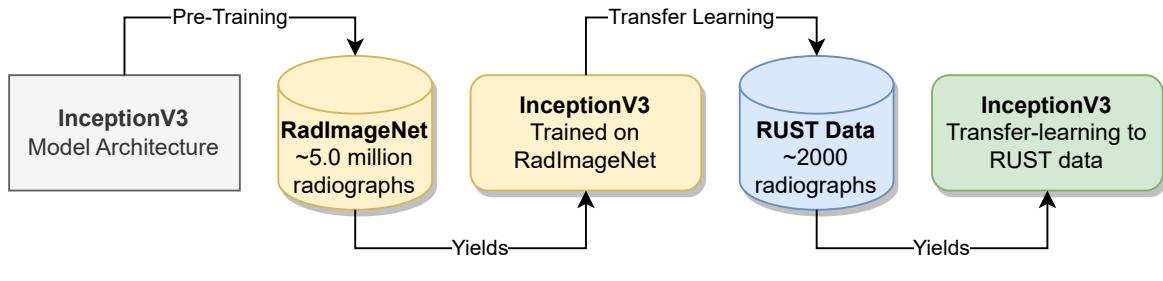 Pre-Training
Transfer Learning
InceptionV3
Model Architecture
RadImageNet
~5.0 million
radiographs
InceptionV3
Trained on
RadImageNet
RUST Data
~2000
radiographs
InceptionV3
Transfer-learning to
RUST data
Yields
Yields